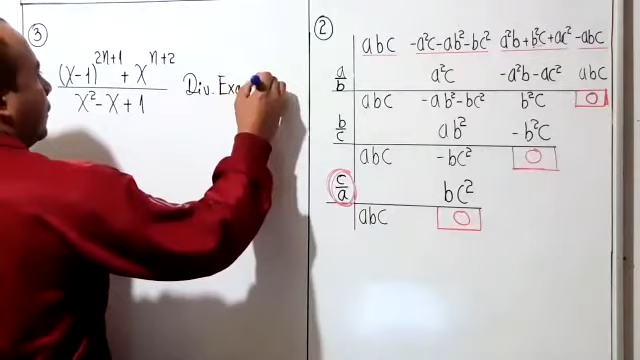 3
(x-1)^{2n+1} + x^{n+2}
x² - x + 1
Div. Exa
2
abc -a²c-ab²-bc² a²b+b²c+ac² -abc
a/b a²c -a²b-ac² abc
abc -ab²-bc² b²c 0
b/c ab² -b²c
abc -bc² 0
c/a bc²
abc 0